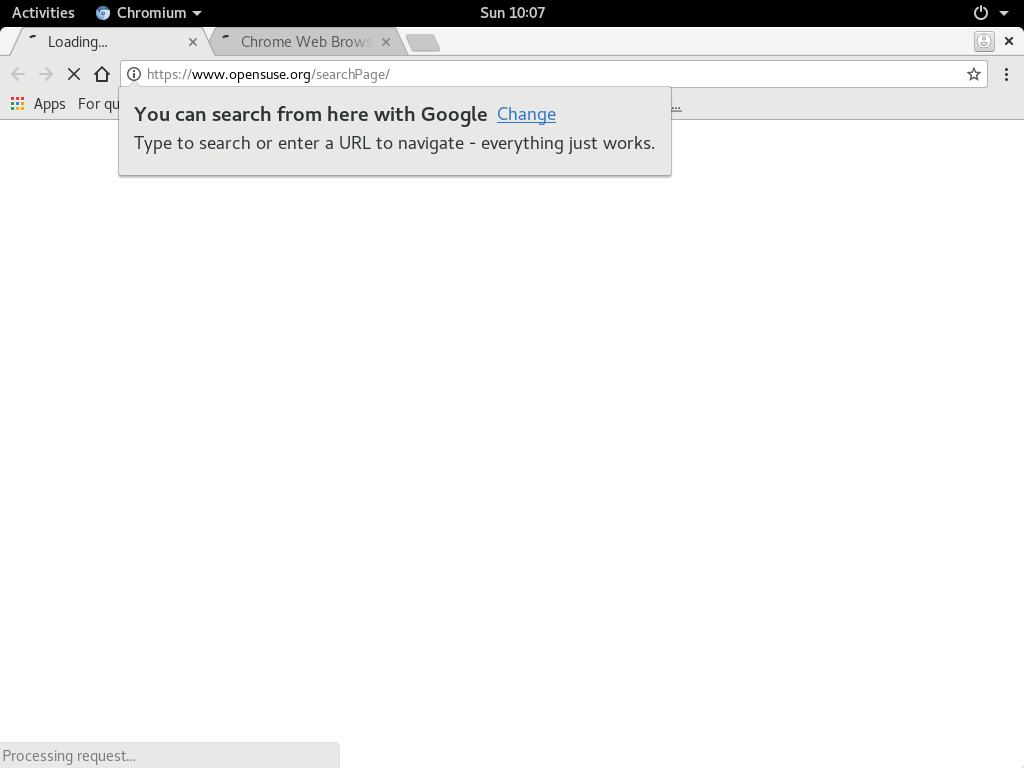 Activities Chromium Sun 10:07
Loading... Chrome Web Brows
https://www.opensuse.org/searchPage/
Apps For qu ...
You can search from here with Google Change
Type to search or enter a URL to navigate - everything just works.
Processing request...